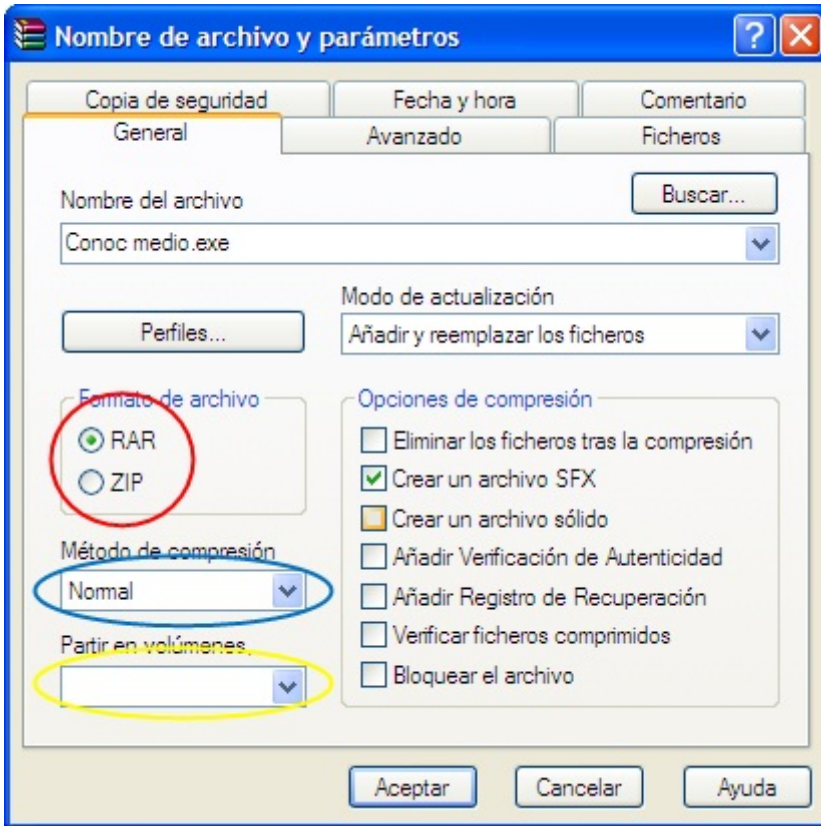 Nombre de archivo y parámetros
Copia de seguridad
Fecha y hora
Comentario
General
Avanzado
Ficheros
Nombre del archivo
Buscar...
Conoc medio.exe
Perfiles...
Modo de actualización
Añadir y reemplazar los ficheros
Formato de archivo
RAR
ZIP
Método de compresión
Normal
Partir en volúmenes,
Opciones de compresión
Eliminar los ficheros tras la compresión
Crear un archivo SFX
Crear un archivo sólido
Añadir Verificación de Autenticidad
Añadir Registro de Recuperación
Verificar ficheros comprimidos
Bloquear el archivo
Aceptar
Cancelar
Ayuda